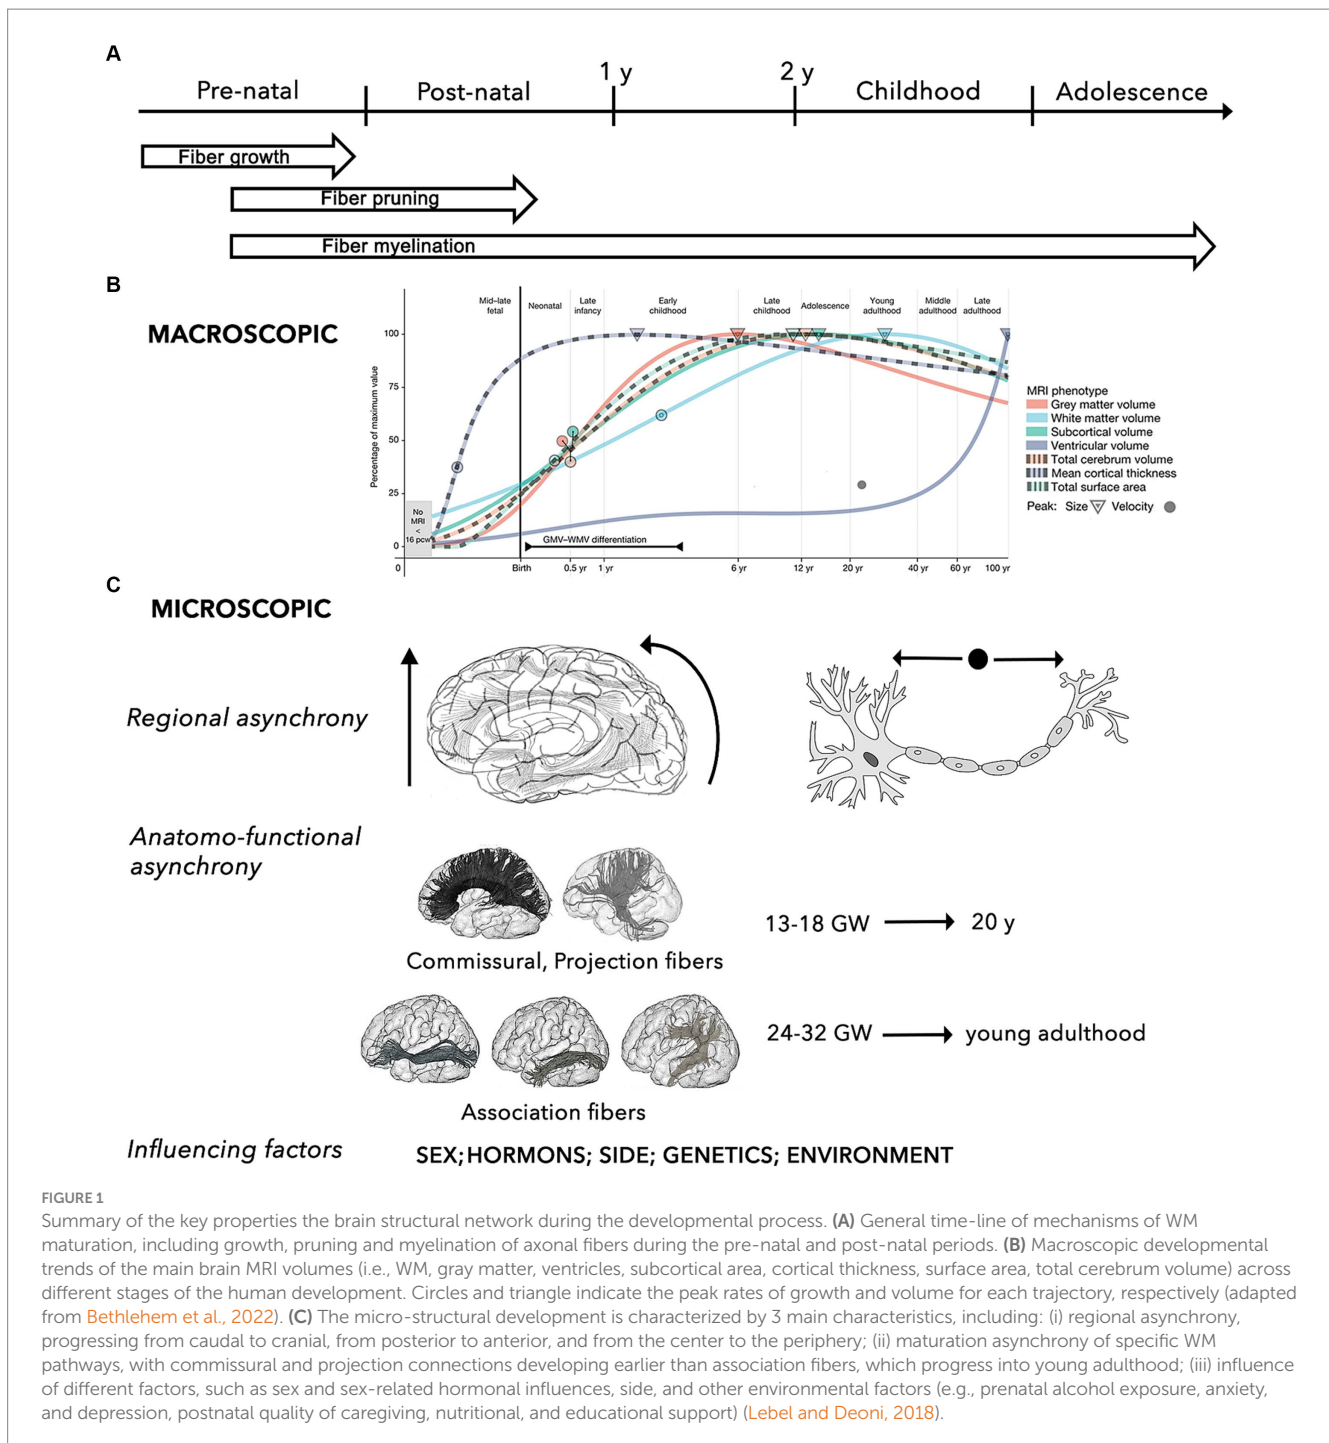 A
Pre-natal
Post-natal
1 y
2 y
Childhood
Adolescence
Fiber growth
Fiber pruning
Fiber myelination
B
MACROSCOPIC
Mid–late
fetal
Neonatal
Late
infancy
Early
childhood
Late
childhood
Adolescence
Young
adulthood
Middle
adulthood
Late
adulthood
Percentage of maximum value
100
75
50
25
0
No
MRI
<
16 pcw
GMV–WMV differentiation
0
Birth
0.5 yr
1 yr
6 yr
12 yr
20 yr
40 yr
60 yr
100 yr
MRI phenotype
Grey matter volume
White matter volume
Subcortical volume
Ventricular volume
Total cerebrum volume
Mean cortical thickness
Total surface area
Peak: Size Velocity
C
MICROSCOPIC
Regional asynchrony
Anatomo-functional
asynchrony
13-18 GW
20 y
Commissural, Projection fibers
24-32 GW
young adulthood
Association fibers
Influencing factors
SEX; HORMONS; SIDE; GENETICS; ENVIRONMENT
FIGURE 1
Summary of the key properties the brain structural network during the developmental process. (A) General time-line of mechanisms of WM
maturation, including growth, pruning and myelination of axonal fibers during the pre-natal and post-natal periods. (B) Macroscopic developmental
trends of the main brain MRI volumes (i.e., WM, gray matter, ventricles, subcortical area, cortical thickness, surface area, total cerebrum volume) across
different stages of the human development. Circles and triangle indicate the peak rates of growth and volume for each trajectory, respectively (adapted
from Bethlehem et al., 2022). (C) The micro-structural development is characterized by 3 main characteristics, including: (i) regional asynchrony,
progressing from caudal to cranial, from posterior to anterior, and from the center to the periphery; (ii) maturation asynchrony of specific WM
pathways, with commissural and projection connections developing earlier than association fibers, which progress into young adulthood; (iii) influence
of different factors, such as sex and sex-related hormonal influences, side, and other environmental factors (e.g., prenatal alcohol exposure, anxiety,
and depression, postnatal quality of caregiving, nutritional, and educational support) (Lebel and Deoni, 2018).